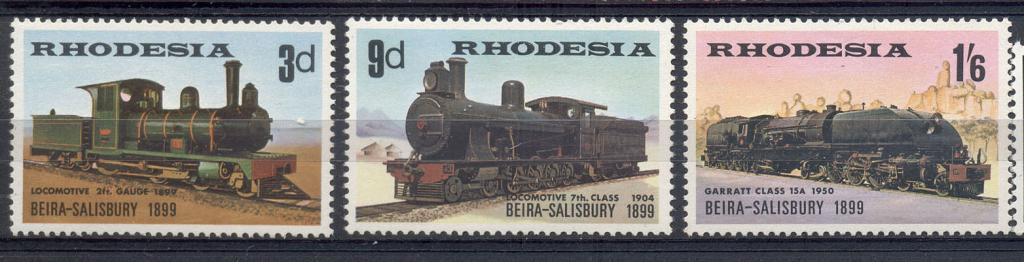 RHODESIA
3d
LOCOMOTIVE 2ft. GAUGE 1899
BEIRA-SALISBURY 1899
9d
RHODESIA
LOCOMOTIVE 7th. CLASS 1904
BEIRA-SALISBURY 1899
RHODESIA
1'6
GARRATT CLASS 15A 1950
BEIRA-SALISBURY 1899